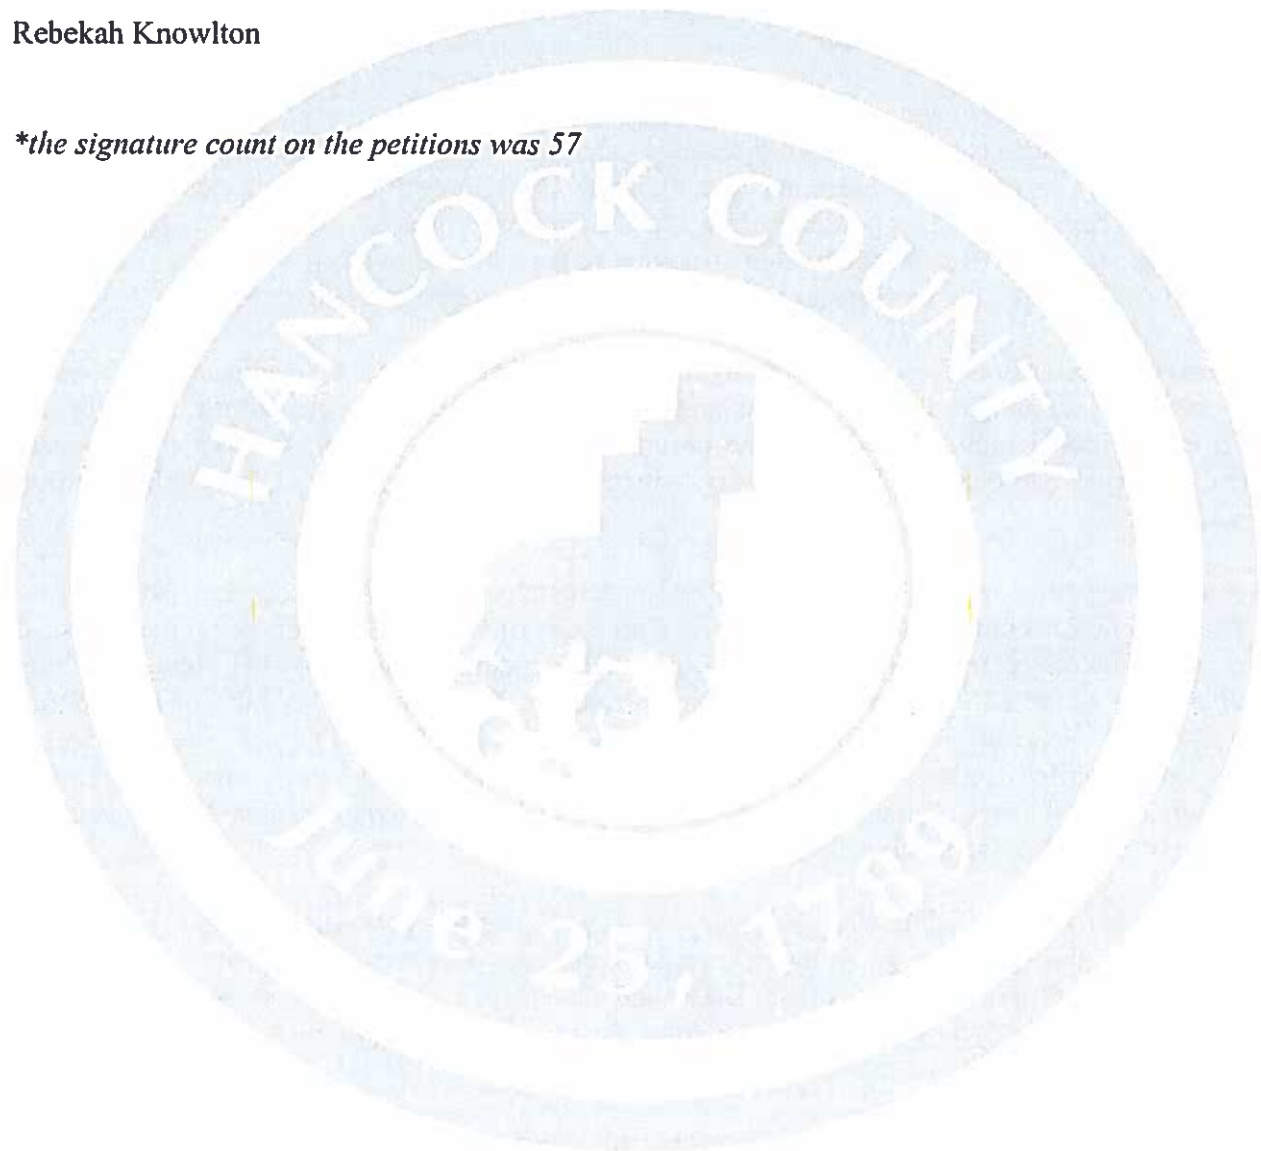 Rebekah Knowlton
*the signature count on the petitions was 57
HANCOCK COUNTY
June 25, 1789